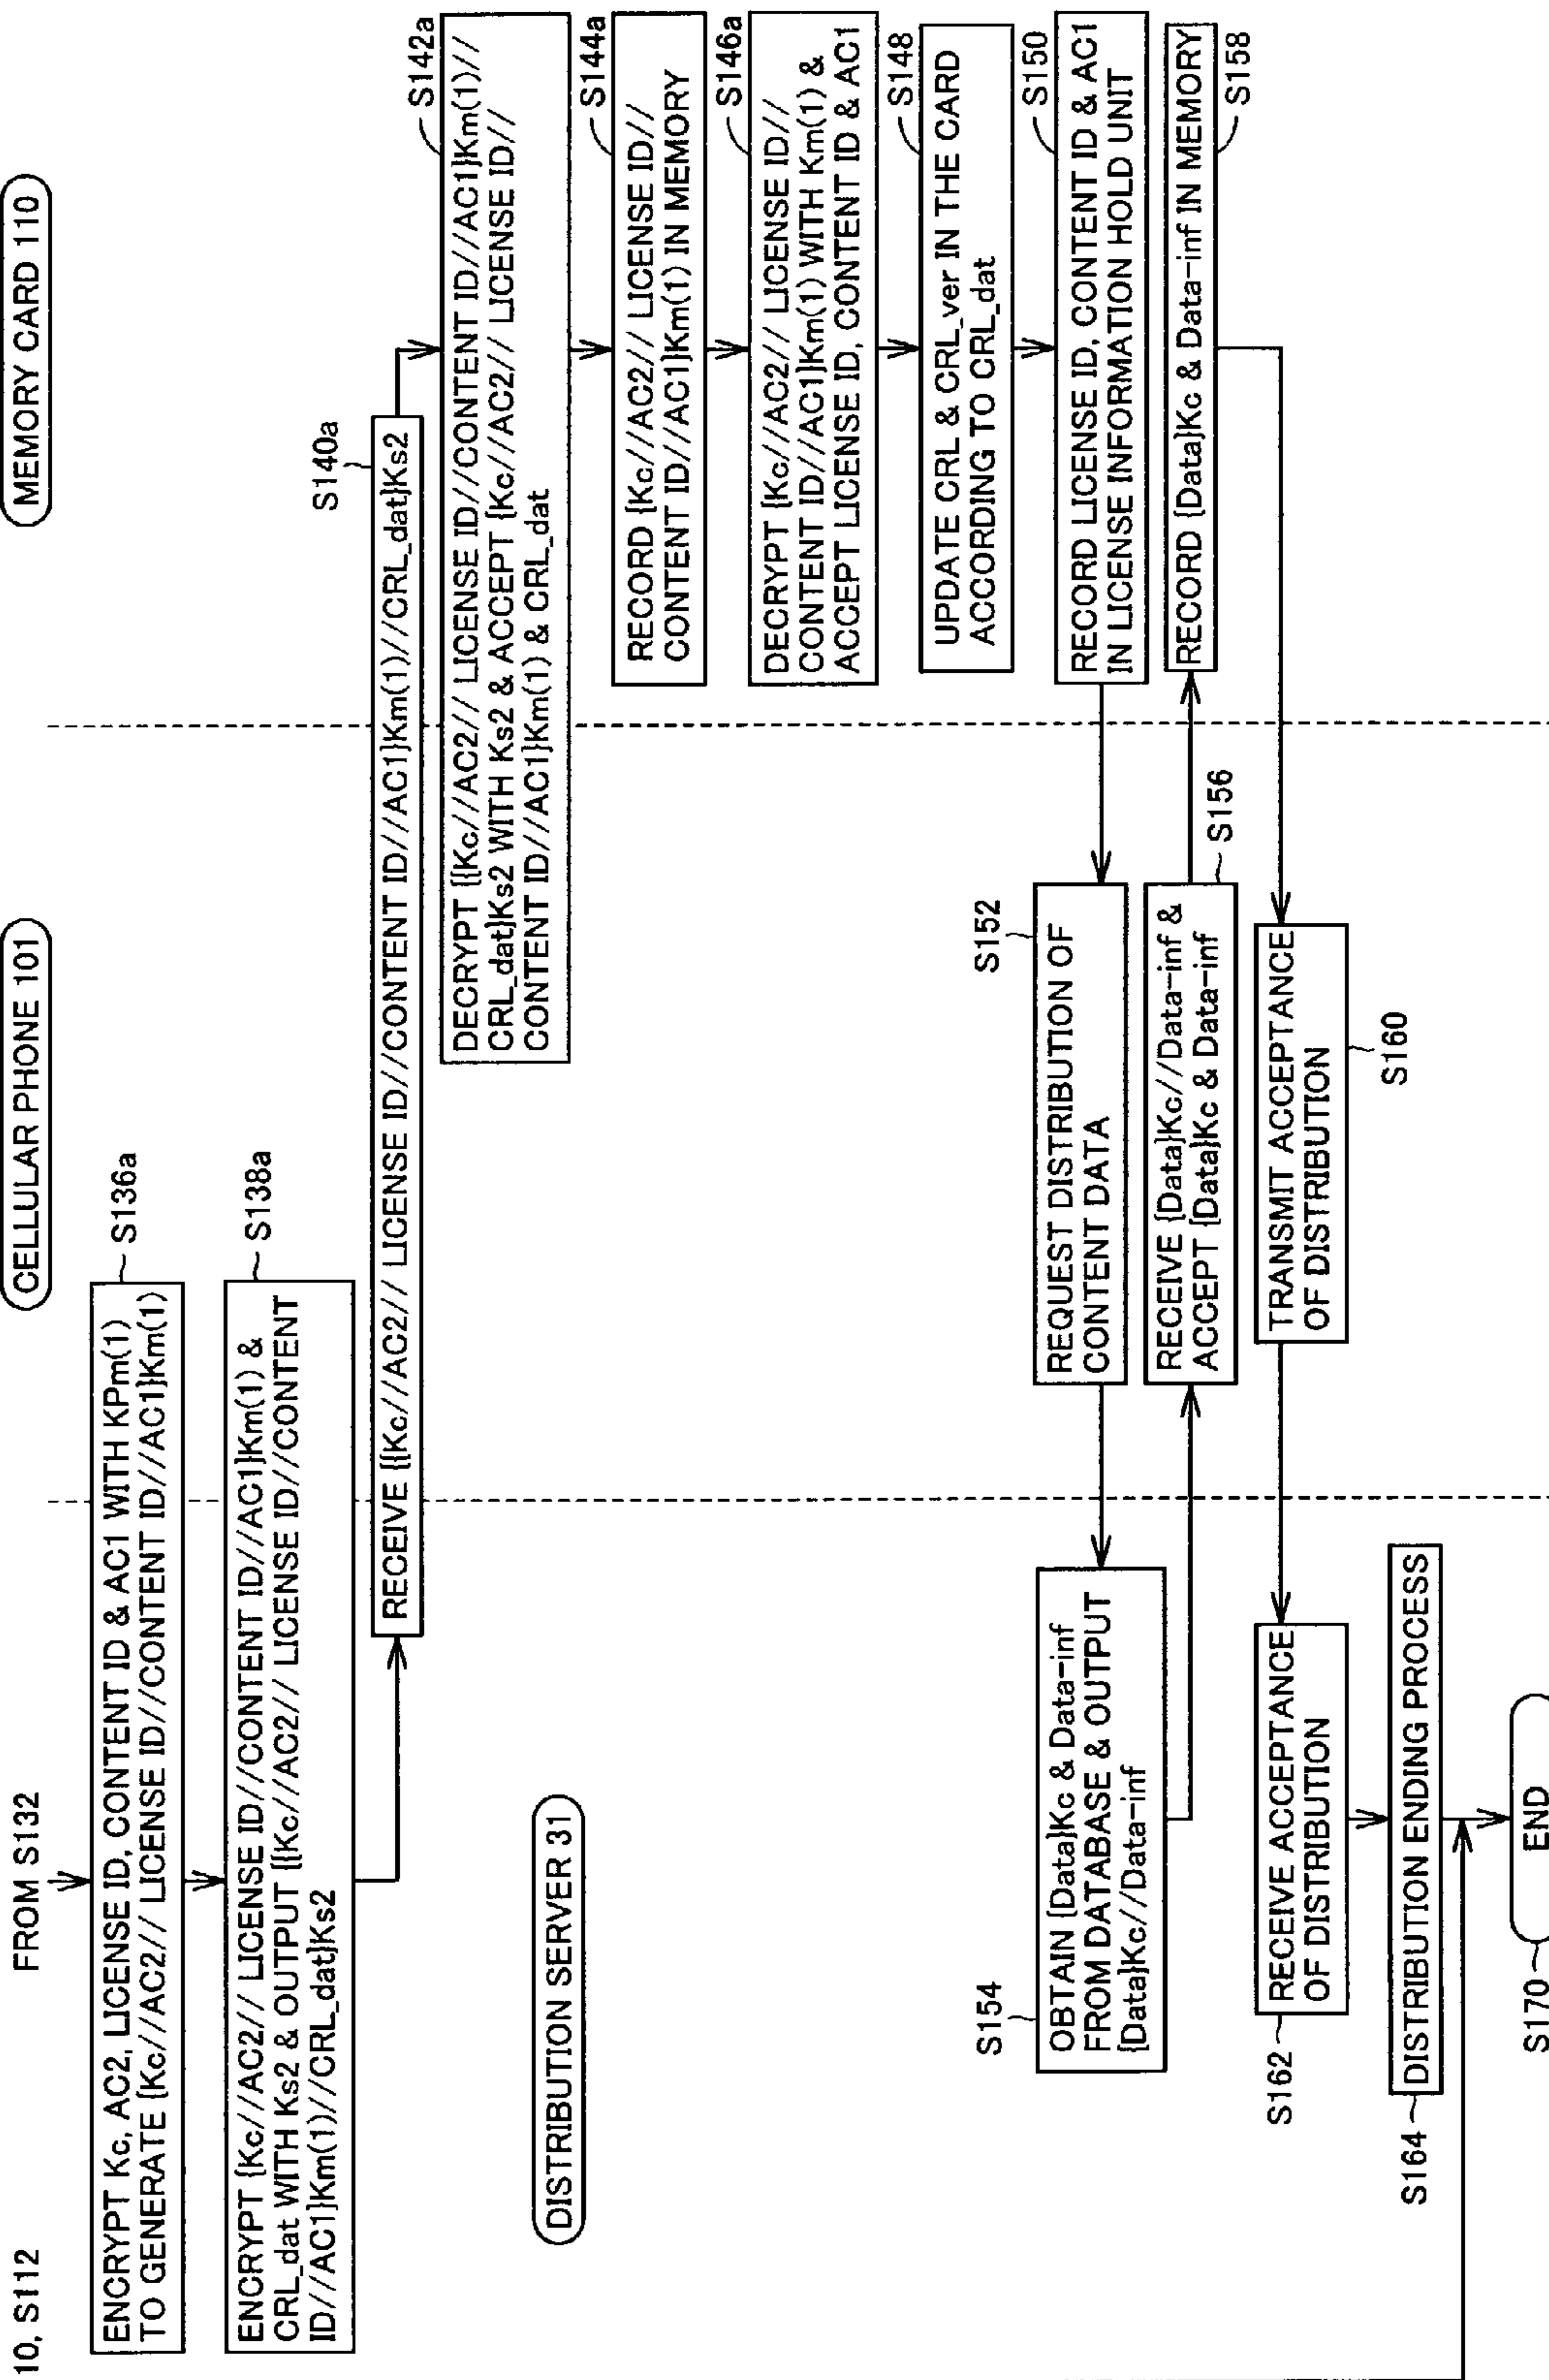 10, S112
FROM S132
CELLULAR PHONE 101
MEMORY CARD 110
ENCRYPT Kc, AC2, LICENSE ID, CONTENT ID & AC1 WITH KPm(1)
TO GENERATE {Kc//AC2// LICENSE ID//CONTENT ID//AC1}Km(1)
S136a
ENCRYPT {Kc//AC2// LICENSE ID//CONTENT ID//AC1}Km(1) &
CRL_dat WITH Ks2 & OUTPUT {{Kc//AC2// LICENSE ID//CONTENT
ID//AC1}Km(1)//CRL_dat}Ks2
S138a
RECEIVE {{Kc//AC2// LICENSE ID//CONTENT ID//AC1}Km(1)//CRL_dat}Ks2
S140a
DECRYPT {{Kc//AC2// LICENSE ID//CONTENT ID//AC1}Km(1)//
CRL_dat}Ks2 WITH Ks2 & ACCEPT {Kc//AC2// LICENSE ID//
CONTENT ID//AC1}Km(1) & CRL_dat
S142a
DISTRIBUTION SERVER 31
RECORD {Kc//AC2// LICENSE ID//
CONTENT ID//AC1}Km(1) IN MEMORY
S144a
DECRYPT {Kc//AC2// LICENSE ID//
CONTENT ID//AC1}Km(1) WITH Km(1) &
ACCEPT LICENSE ID, CONTENT ID & AC1
S146a
UPDATE CRL & CRL_ver IN THE CARD
ACCORDING TO CRL_dat
S148
RECORD LICENSE ID, CONTENT ID & AC1
IN LICENSE INFORMATION HOLD UNIT
S150
REQUEST DISTRIBUTION OF
CONTENT DATA
S152
OBTAIN {Data}Kc & Data-inf
FROM DATABASE & OUTPUT
{Data}Kc//Data-inf
S154
RECEIVE {Data}Kc//Data-inf &
ACCEPT {Data}Kc & Data-inf
S156
RECORD {Data}Kc & Data-inf IN MEMORY
S158
TRANSMIT ACCEPTANCE
OF DISTRIBUTION
S160
RECEIVE ACCEPTANCE
OF DISTRIBUTION
S162
DISTRIBUTION ENDING PROCESS
S164
END
S170